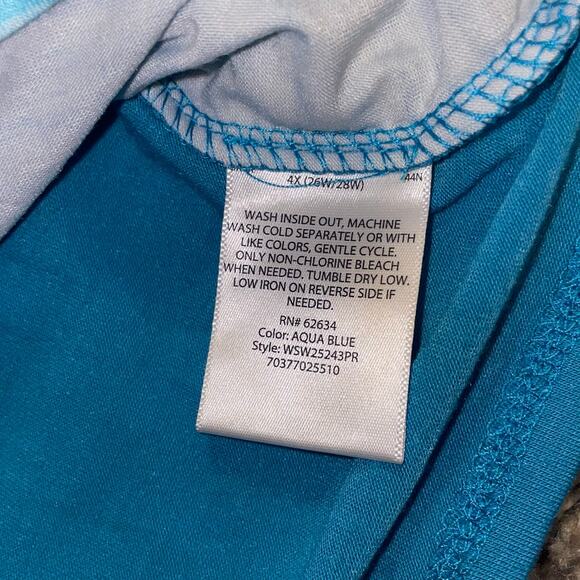 4X (26W/28W) 44N
WASH INSIDE OUT, MACHINE
WASH COLD SEPARATELY OR WITH
LIKE COLORS, GENTLE CYCLE.
ONLY NON-CHLORINE BLEACH
WHEN NEEDED. TUMBLE DRY LOW.
LOW IRON ON REVERSE SIDE IF
NEEDED.
RN# 62634
Color: AQUA BLUE
Style: WSW25243PR
70377025510